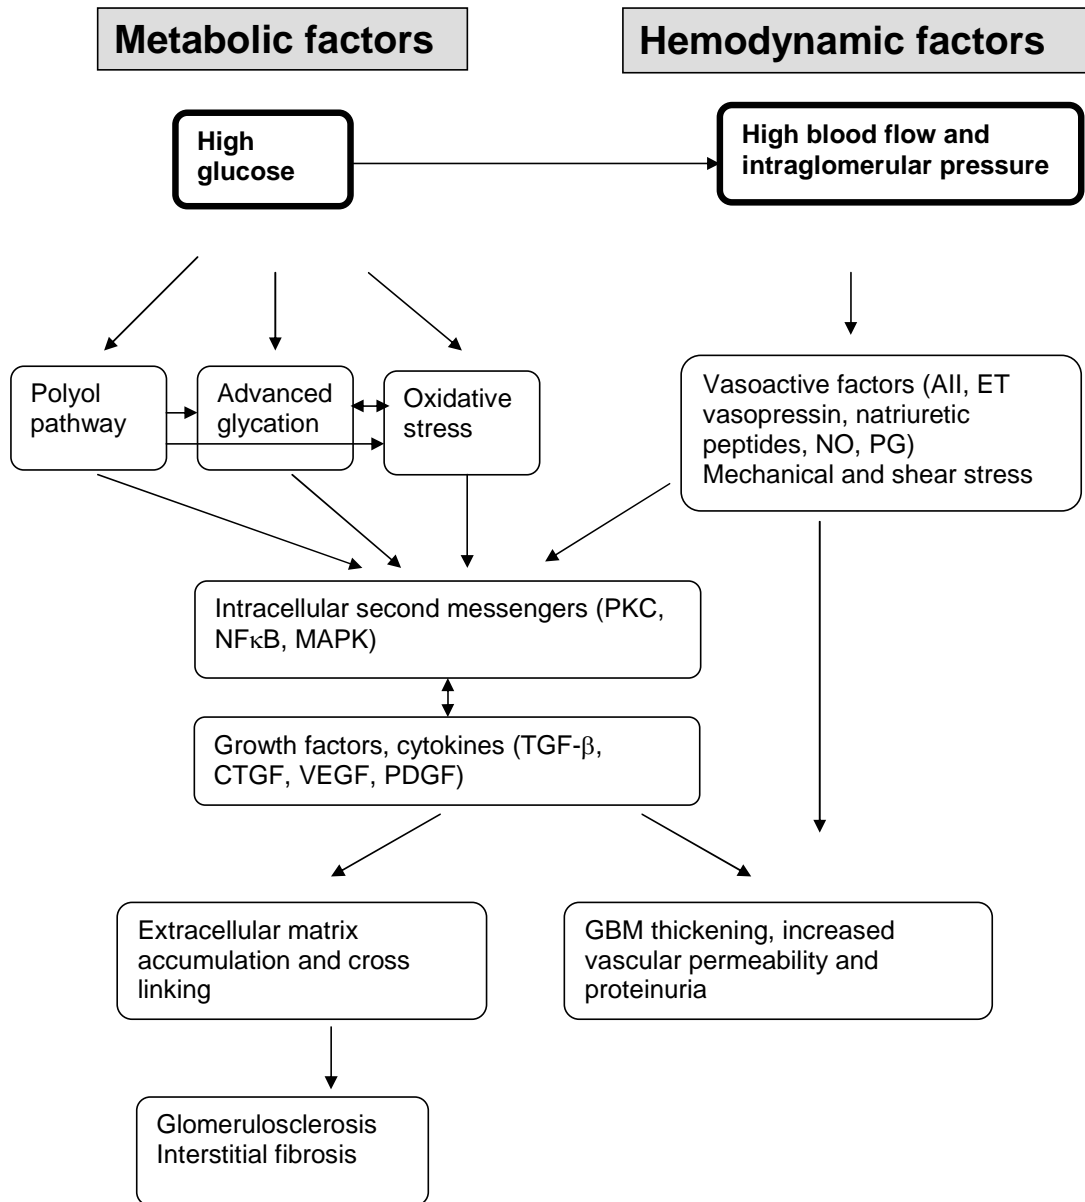 Metabolic factors
Hemodynamic factors
High
glucose
High blood flow and
intraglomerular pressure
Polyol
pathway
Advanced
glycation
Oxidative
stress
Vasoactive factors (AII, ET
vasopressin, natriuretic
peptides, NO, PG)
Mechanical and shear stress
Intracellular second messengers (PKC,
NFκB, MAPK)
Growth factors, cytokines (TGF-β,
CTGF, VEGF, PDGF)
Extracellular matrix
accumulation and cross
linking
GBM thickening, increased
vascular permeability and
proteinuria
Glomerulosclerosis
Interstitial fibrosis